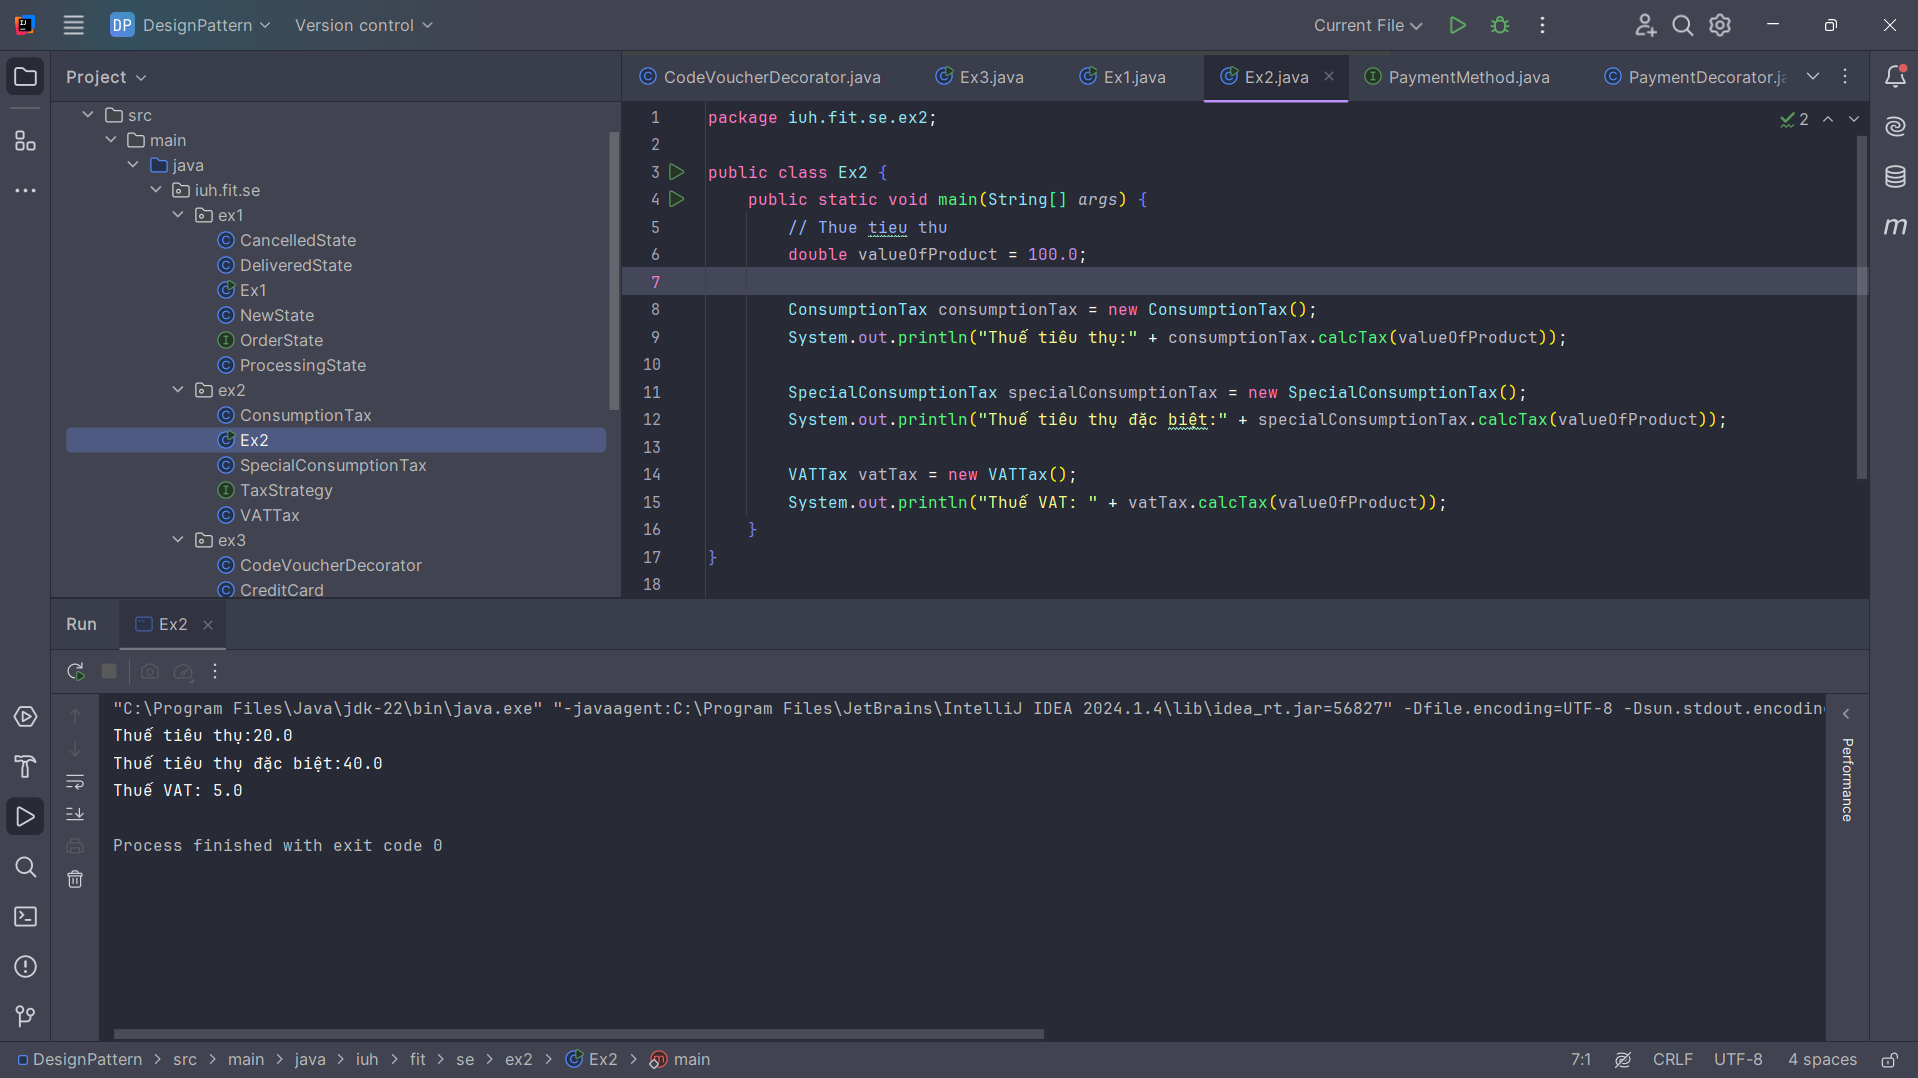 DP DesignPattern Version control Current File
Project
CodeVoucherDecorator.java Ex3.java Ex1.java Ex2.java PaymentMethod.java PaymentDecorator.ja
src
main
java
iuh.fit.se
ex1
CancelledState
DeliveredState
Ex1
NewState
OrderState
ProcessingState
ex2
ConsumptionTax
Ex2
SpecialConsumptionTax
TaxStrategy
VATTax
ex3
CodeVoucherDecorator
CreditCard
2
1 package iuh.fit.se.ex2;
2
3 public class Ex2 {
4 public static void main(String[] args) {
5 // Thue tieu thu
6 double valueOfProduct = 100.0;
7
8 ConsumptionTax consumptionTax = new ConsumptionTax();
9 System.out.println("Thuế tiêu thụ:" + consumptionTax.calcTax(valueOfProduct));
10
11 SpecialConsumptionTax specialConsumptionTax = new SpecialConsumptionTax();
12 System.out.println("Thuế tiêu thụ đặc biệt:" + specialConsumptionTax.calcTax(valueOfProduct));
13
14 VATTax vatTax = new VATTax();
15 System.out.println("Thuế VAT: " + vatTax.calcTax(valueOfProduct));
16 }
17 }
18
Run Ex2
"C:\Program Files\Java\jdk-22\bin\java.exe" "-javaagent:C:\Program Files\JetBrains\IntelliJ IDEA 2024.1.4\lib\idea_rt.jar=56827" -Dfile.encoding=UTF-8 -Dsun.stdout.encoding
Thuế tiêu thụ:20.0
Thuế tiêu thụ đặc biệt:40.0
Thuế VAT: 5.0
Process finished with exit code 0
Performance
DesignPattern > src > main > java > iuh > fit > se > ex2 > Ex2 > main 7:1 CRLF UTF-8 4 spaces